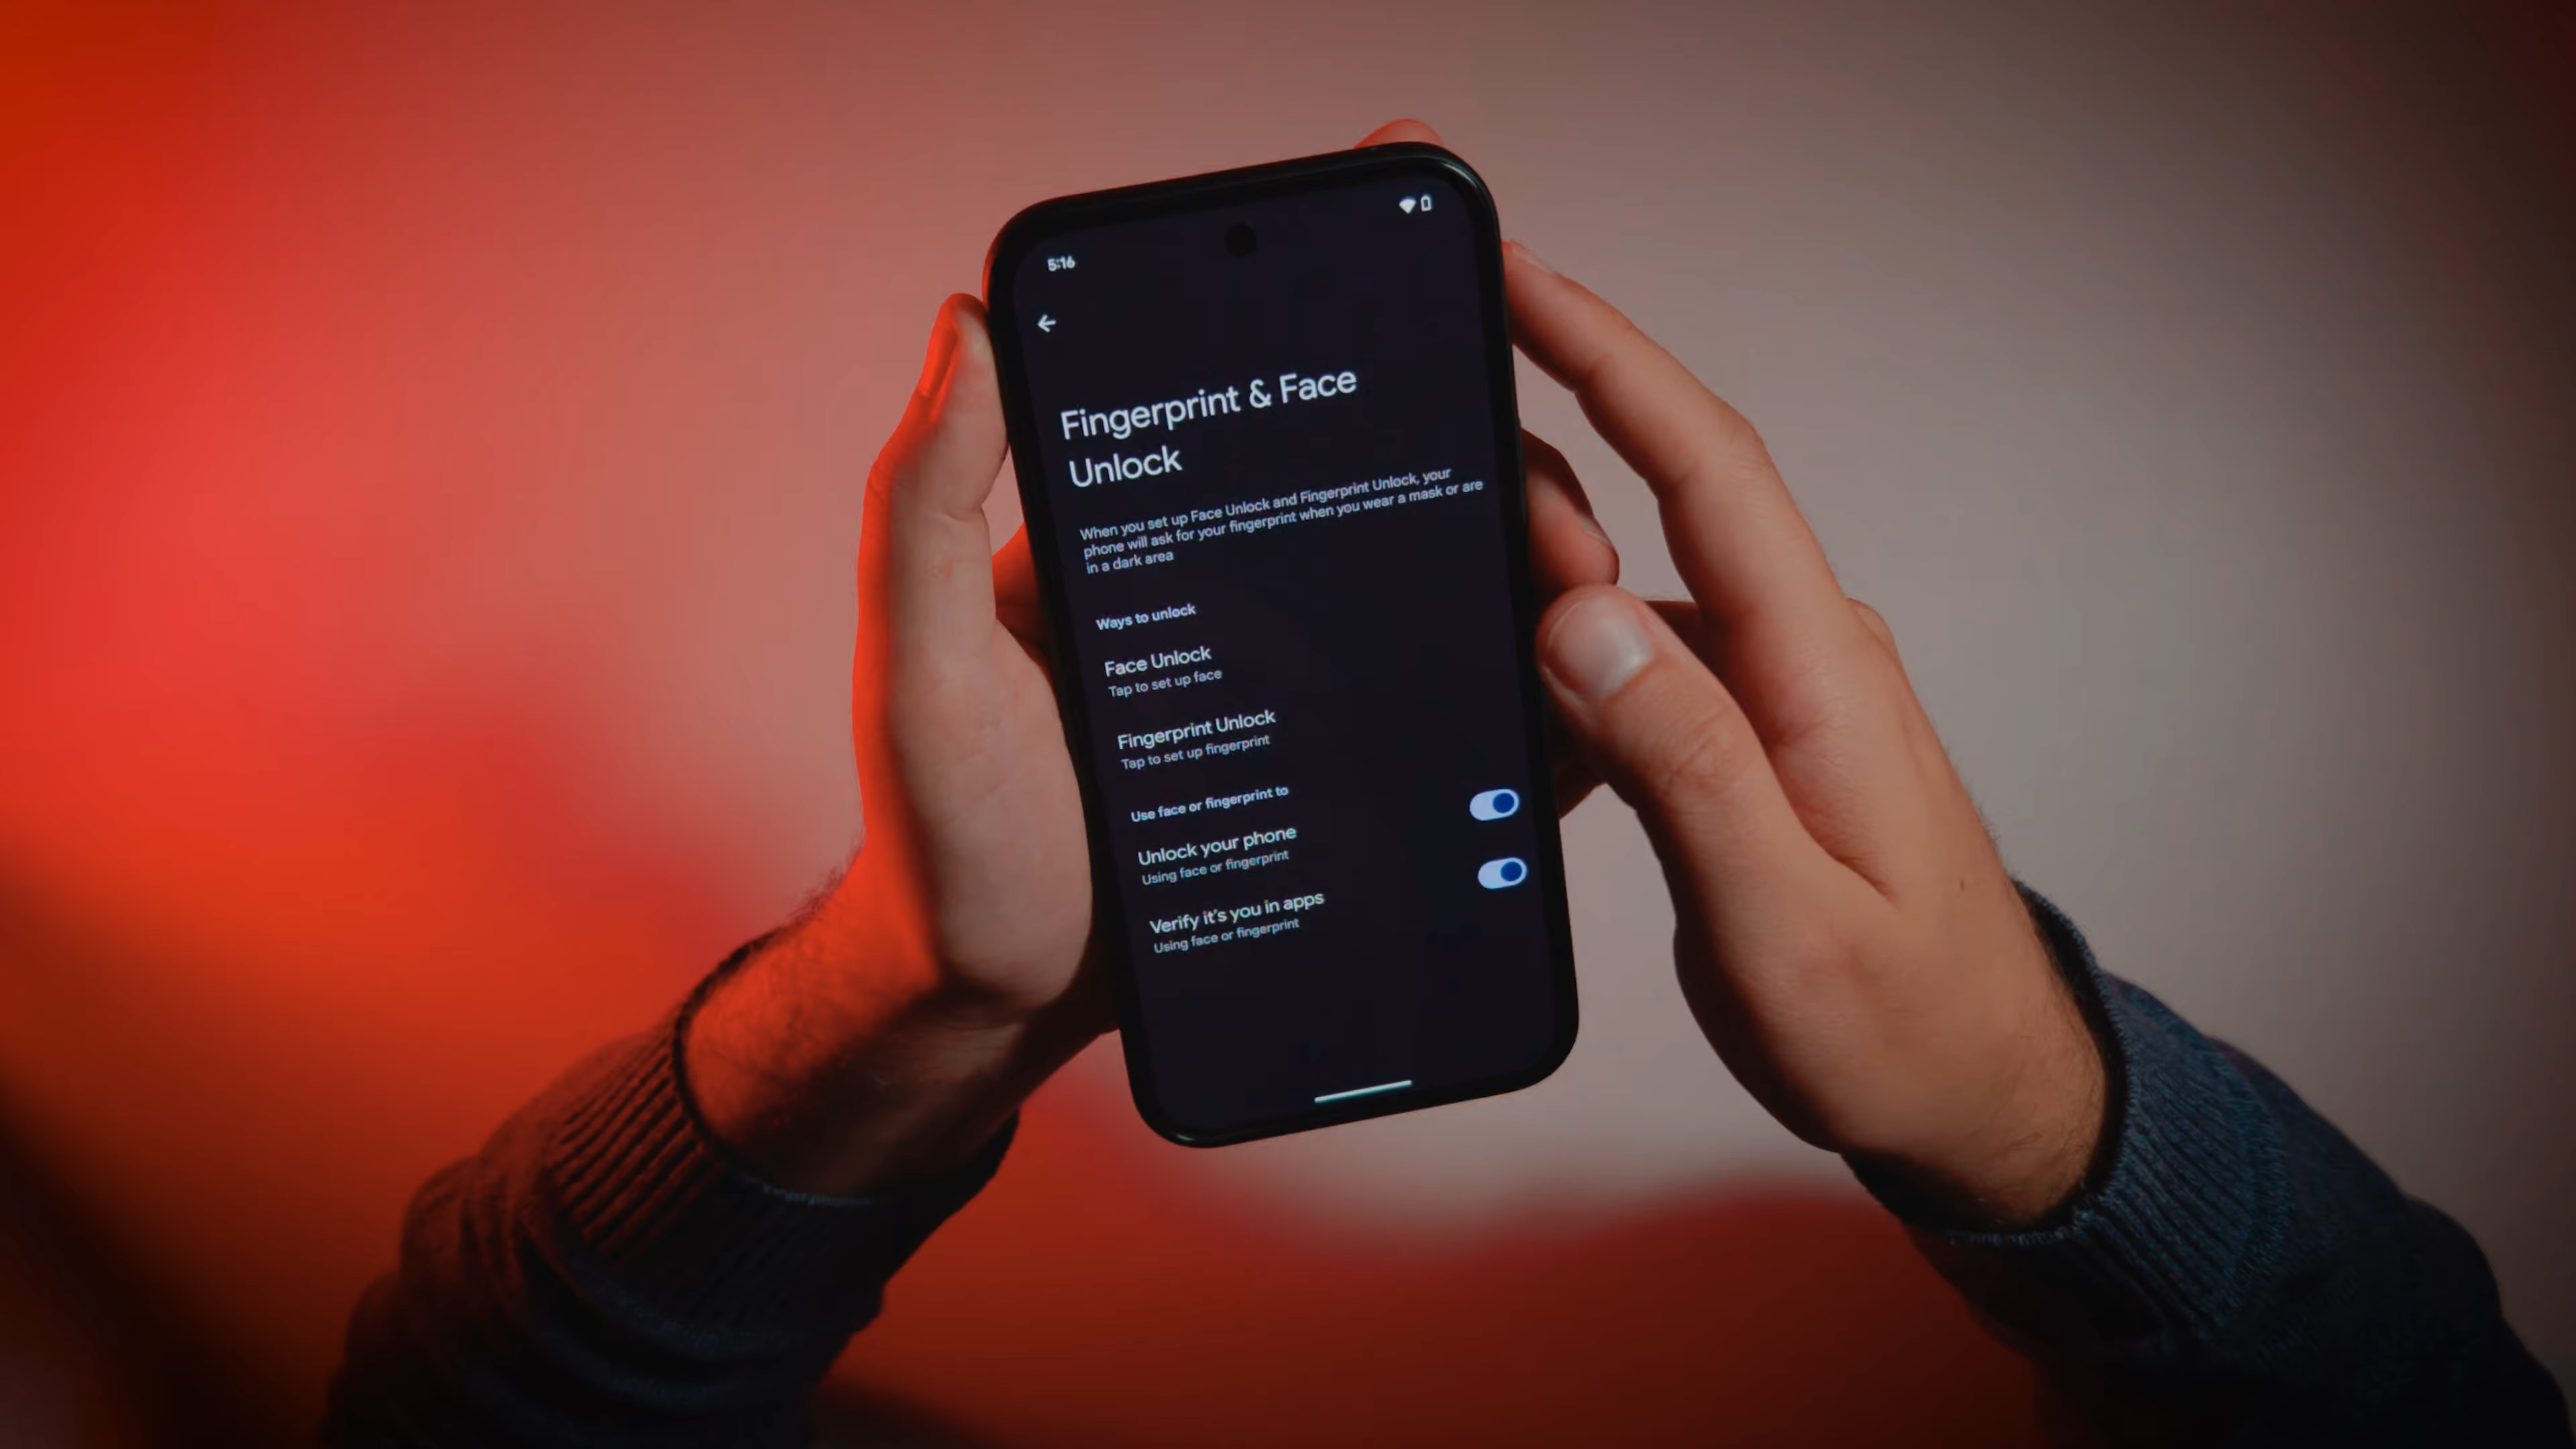 5:16
Fingerprint & Face
Unlock
When you set up Face Unlock and Fingerprint Unlock, your
phone will ask for your fingerprint when you wear a mask or are
in a dark area
Ways to unlock
Face Unlock
Tap to set up face
Fingerprint Unlock
Tap to set up fingerprint
Use face or fingerprint to
Unlock your phone
Using face or fingerprint
Verify it's you in apps
Using face or fingerprint